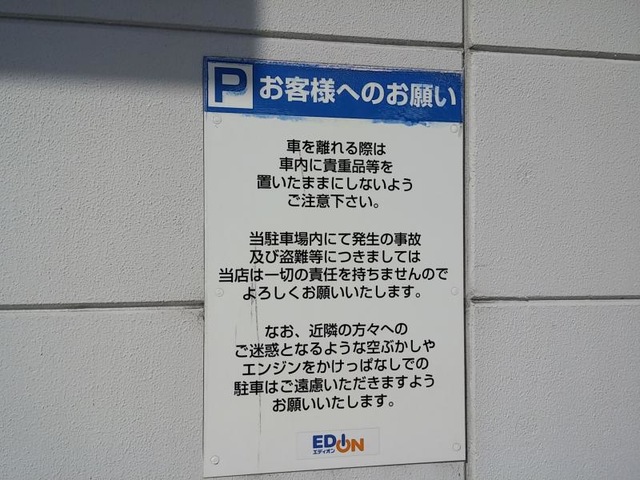 P お客様へのお願い
車を離れる際は
車内に貴重品等を
置いたままにしないよう
ご注意下さい。
当駐車場内にて発生の事故
及び盗難等につきましては
当店は一切の責任を持ちませんので
よろしくお願いいたします。
なお、近隣の方々への
ご迷惑となるような空ぶかしや
エンジンをかけっぱなしでの
駐車はご遠慮いただきますよう
お願いいたします。
EDION
エディオン